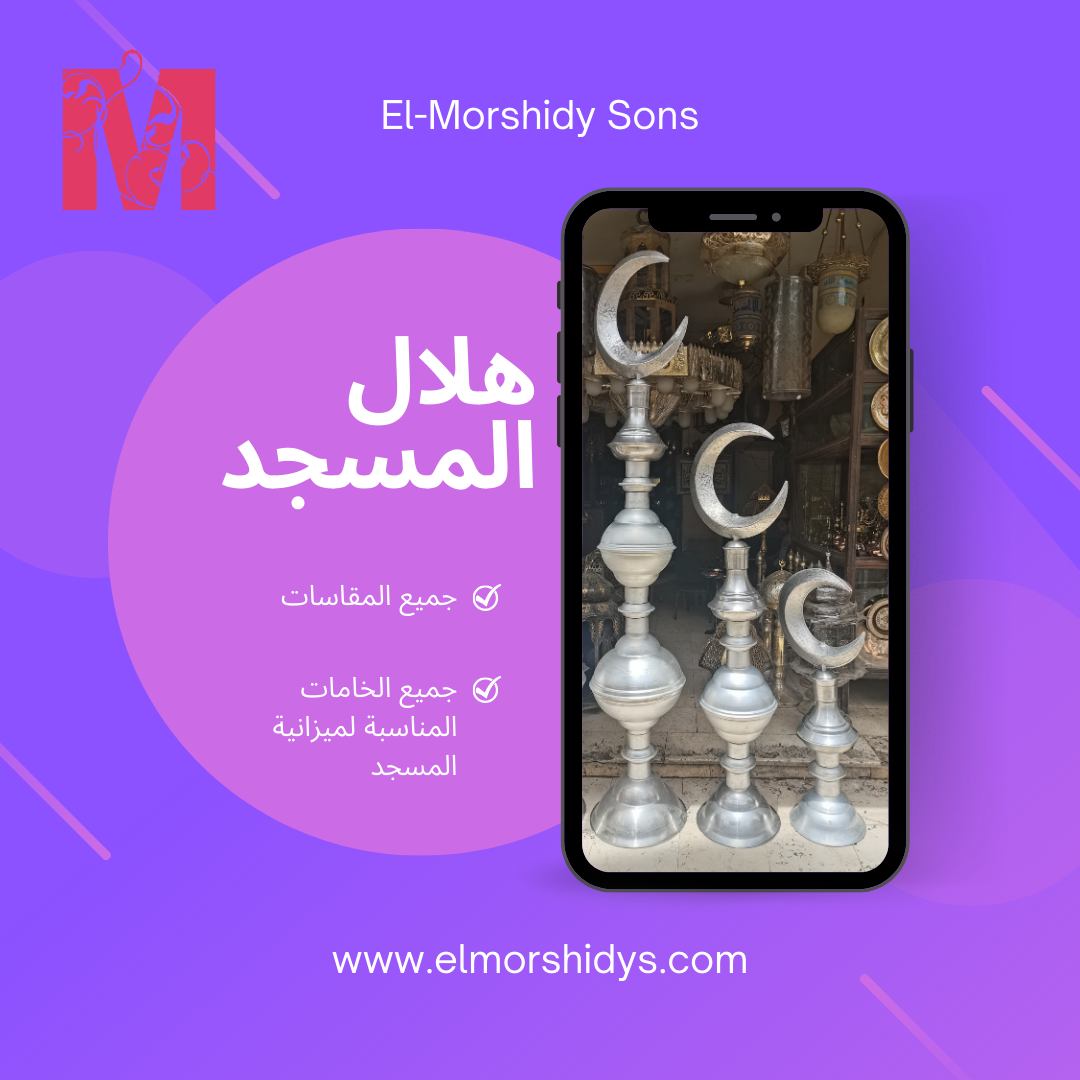 El-Morshidy Sons
هلال
المسجد
جميع المقاسات
جميع الخامات
المناسبة لميزانية
المسجد
www.elmorshidys.com